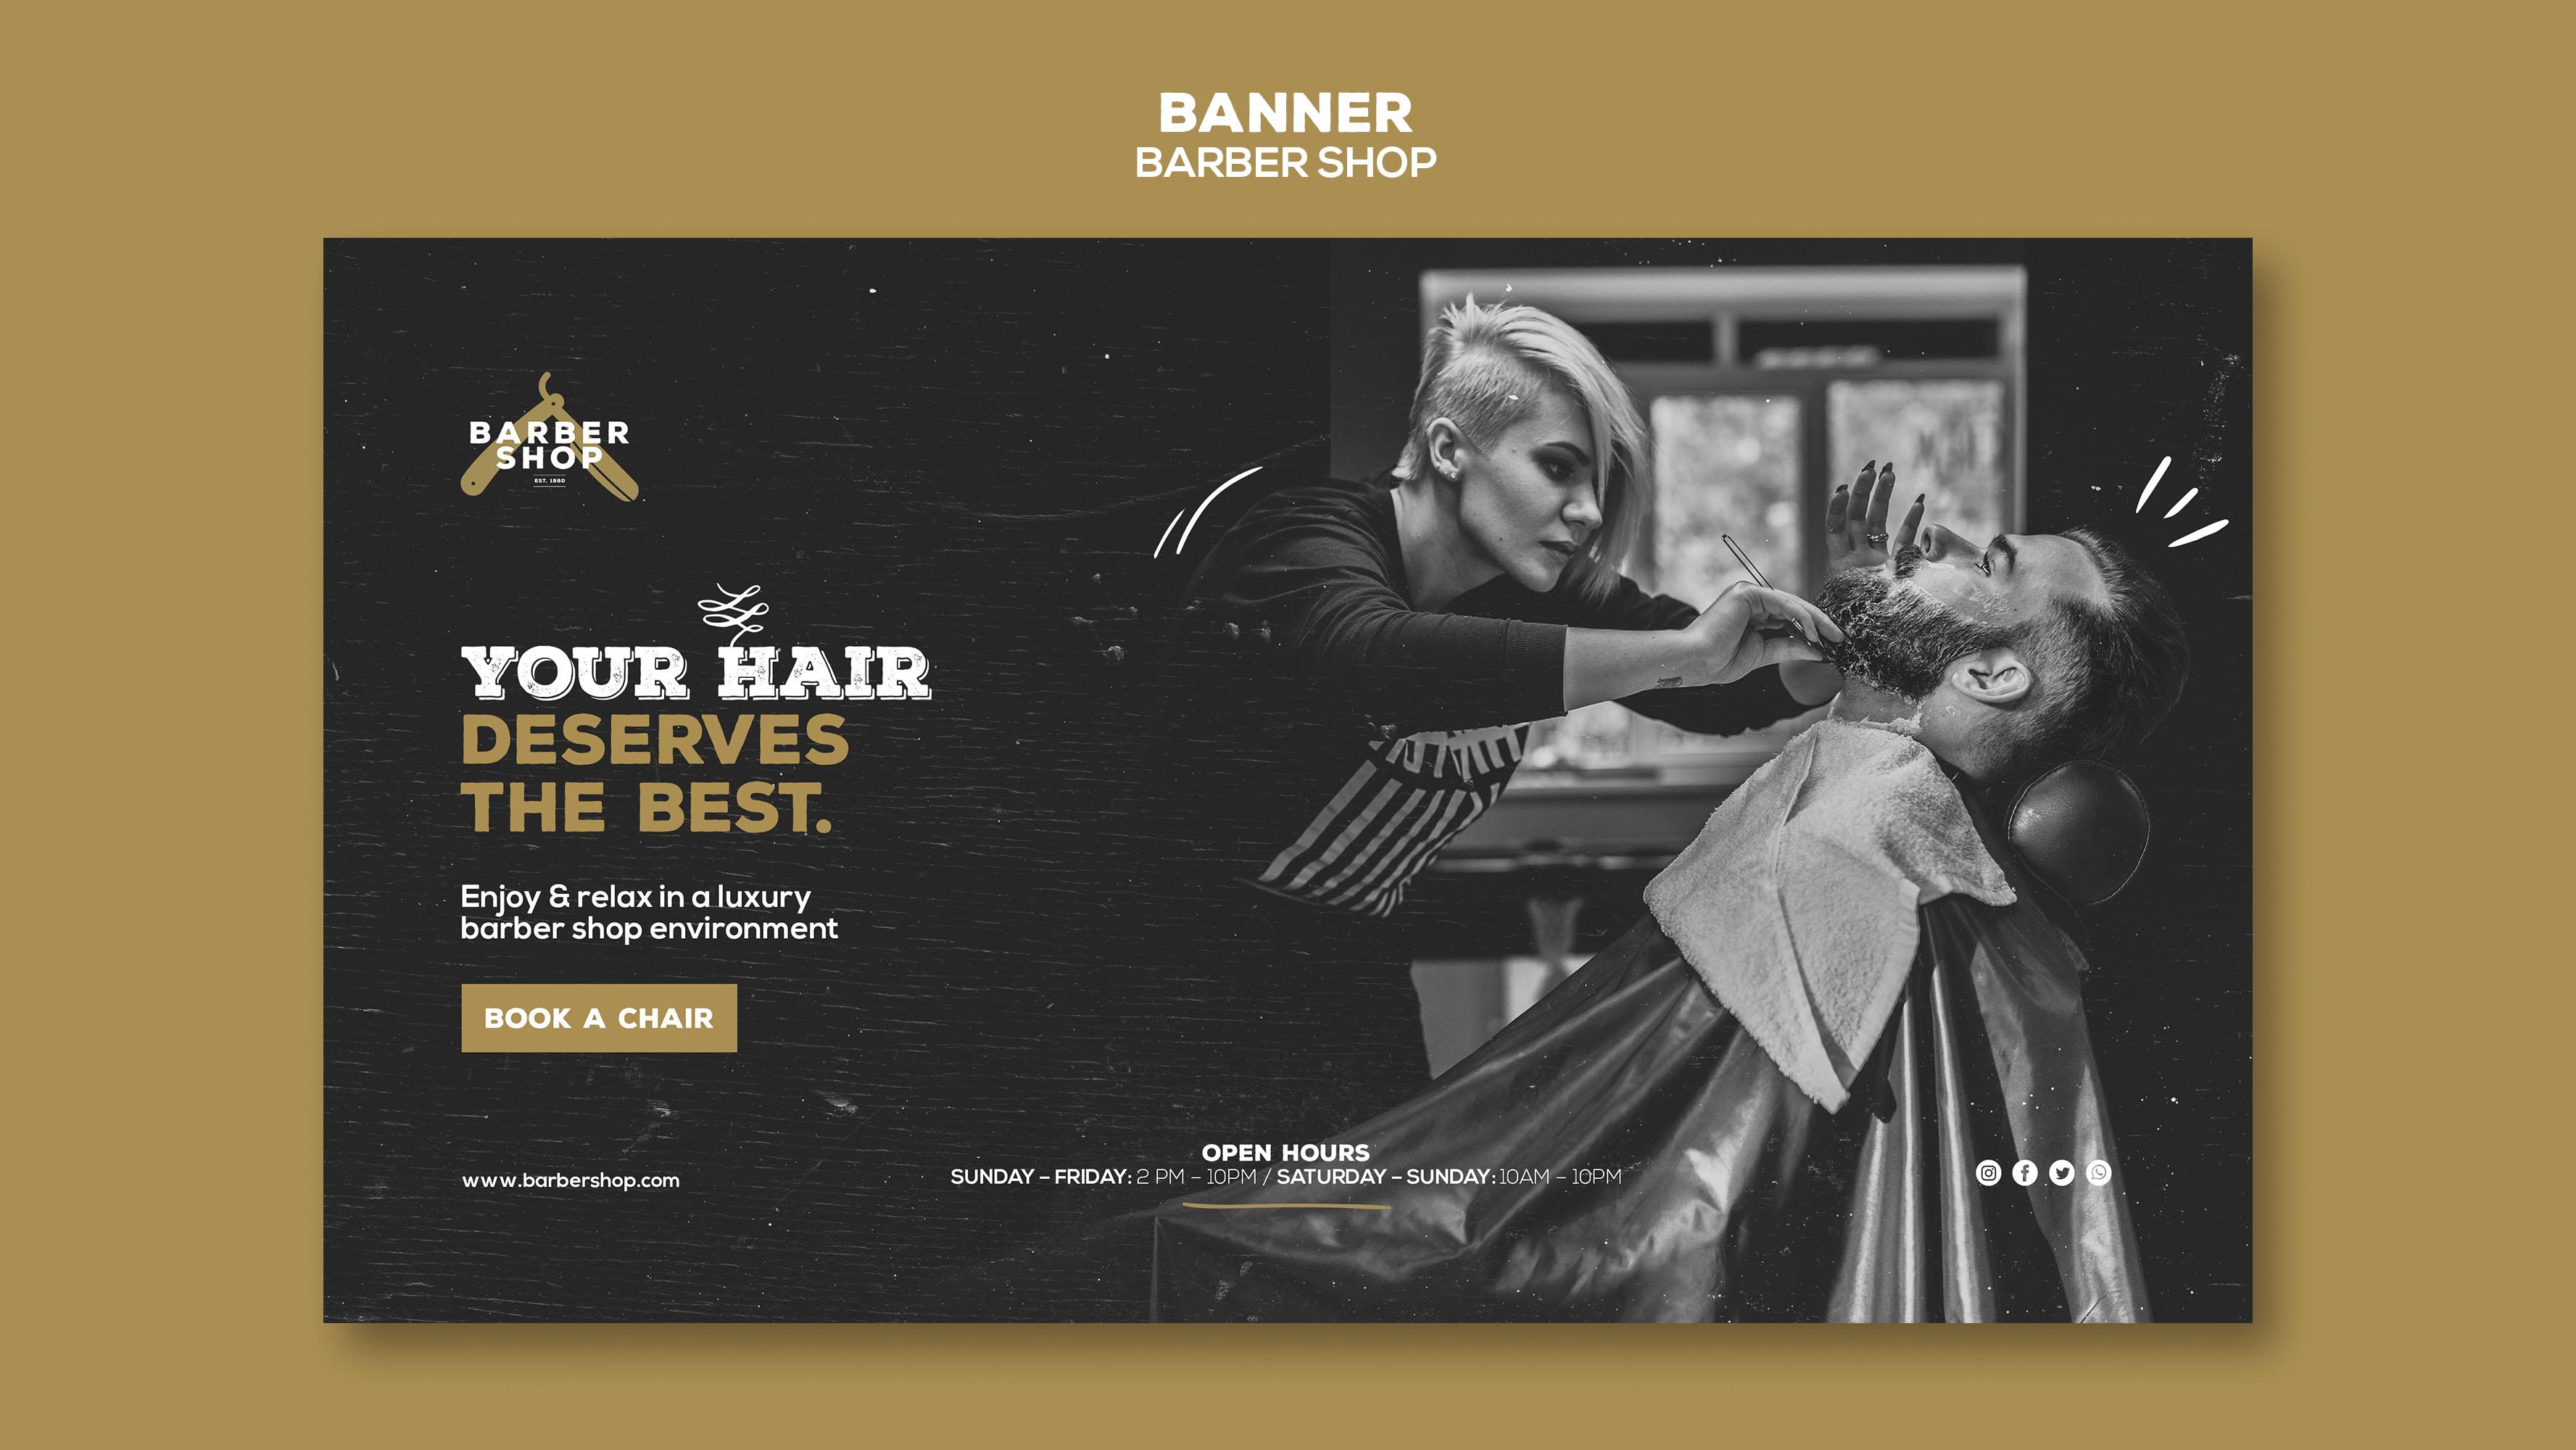 BANNER
BARBER SHOP
BARBER
SHOP
EST. 1980
YOUR HAIR
DESERVES
THE BEST.
Enjoy & relax in a luxury
barber shop environment
BOOK A CHAIR
www.barbershop.com
OPEN HOURS
SUNDAY – FRIDAY: 2 PM – 10PM / SATURDAY – SUNDAY: 10AM – 10PM